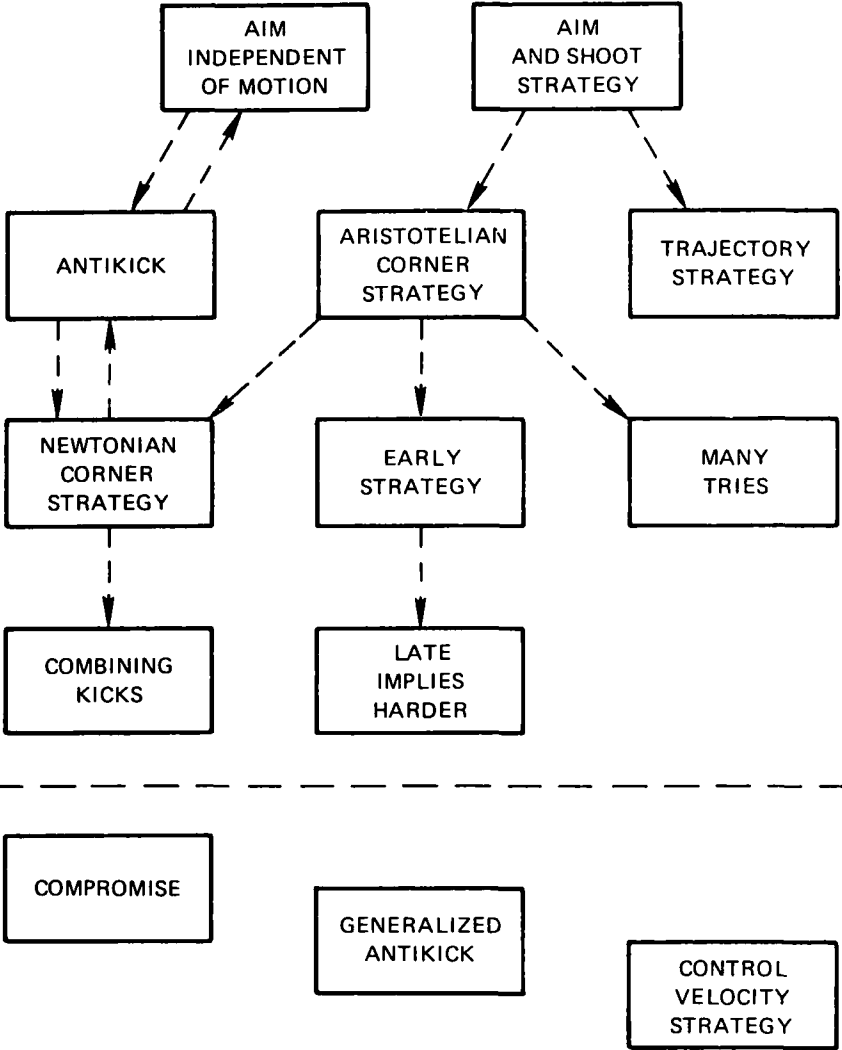 AIM
INDEPENDENT
OF MOTION
AIM
AND SHOOT
STRATEGY
ANTIKICK
ARISTOTELIAN
CORNER
STRATEGY
TRAJECTORY
STRATEGY
NEWTONIAN
CORNER
STRATEGY
EARLY
STRATEGY
MANY
TRIES
COMBINING
KICKS
LATE
IMPLIES
HARDER
COMPROMISE
GENERALIZED
ANTIKICK
CONTROL
VELOCITY
STRATEGY